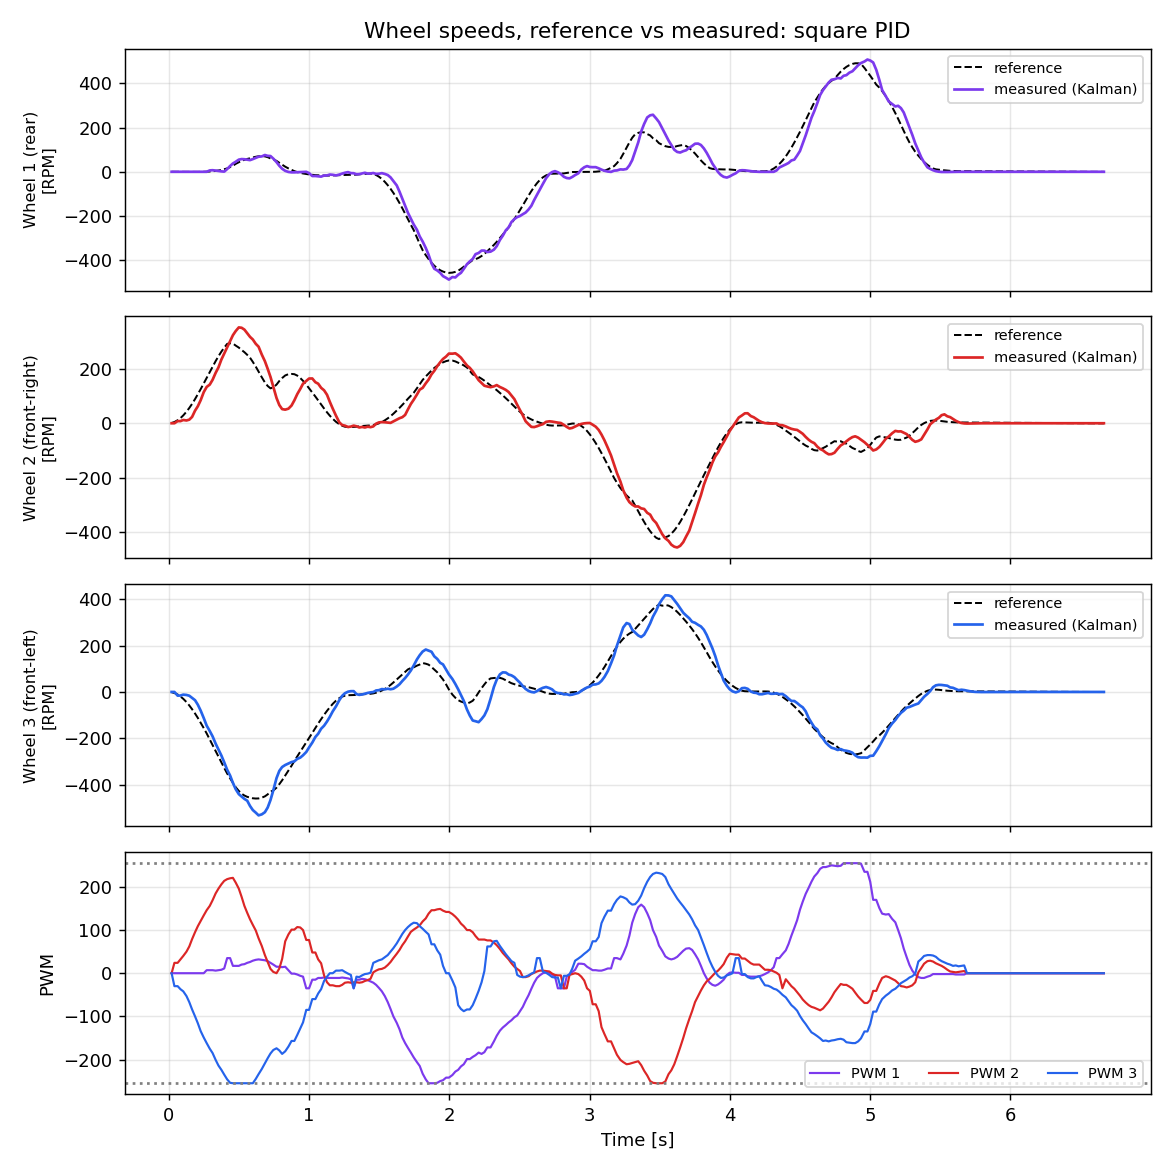 Wheel speeds, reference vs measured: square PID
Wheel 1 (rear)
[RPM]
400
200
0
−200
−400
reference
measured (Kalman)
Wheel 2 (front-right)
[RPM]
200
0
−200
−400
reference
measured (Kalman)
Wheel 3 (front-left)
[RPM]
400
200
0
−200
−400
reference
measured (Kalman)
PWM
200
100
0
−100
−200
PWM 1 PWM 2 PWM 3
0 1 2 3 4 5 6
Time [s]